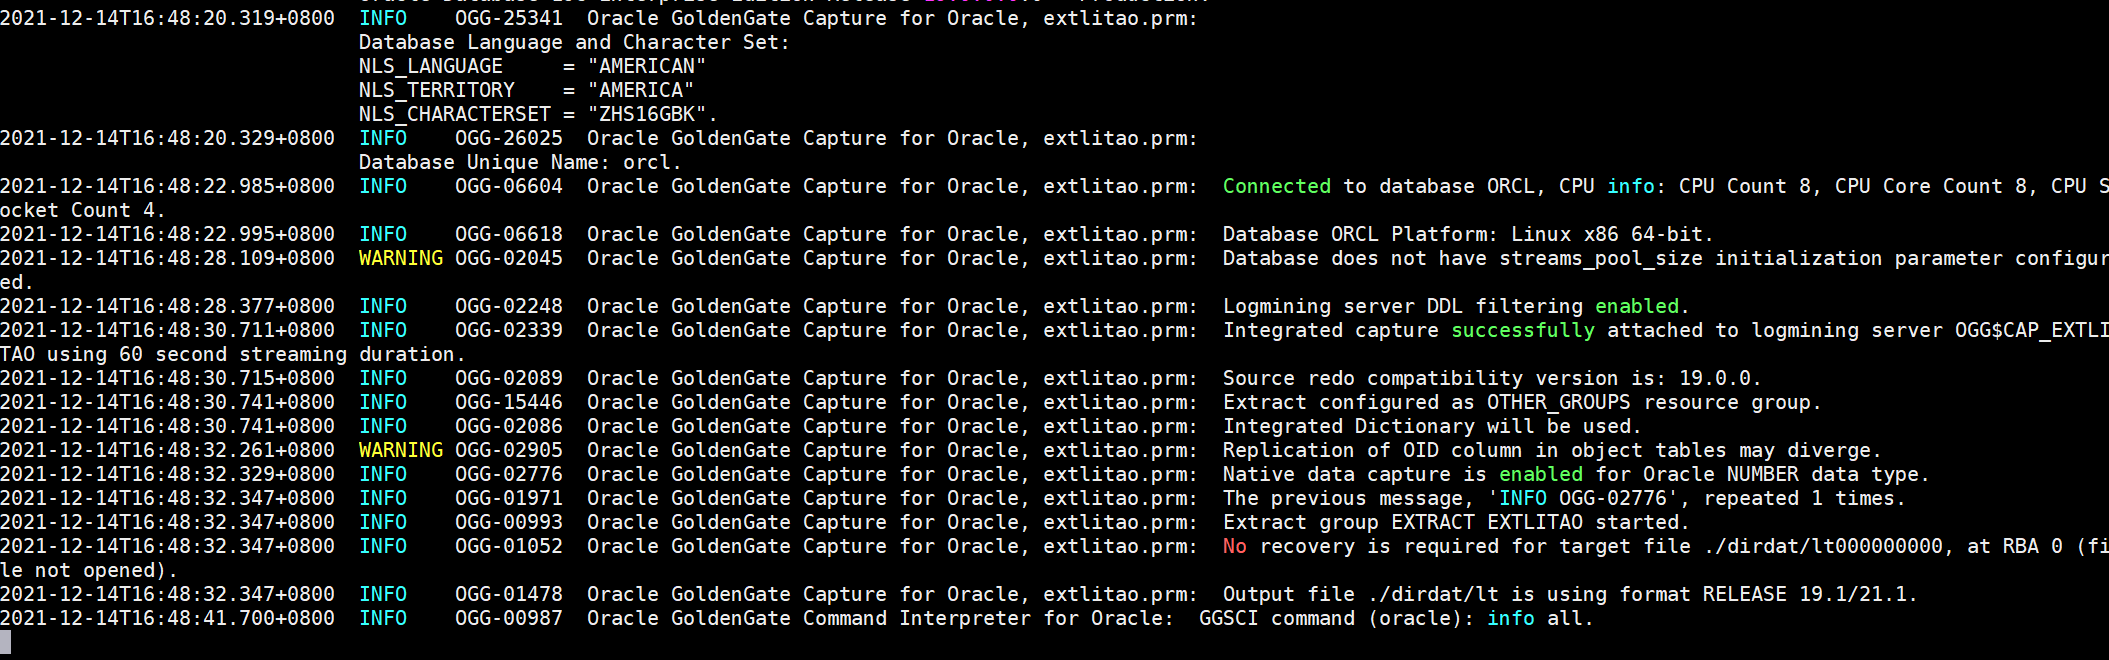 2021-12-14T16:48:20.319+0800  INFO    OGG-25341  Oracle GoldenGate Capture for Oracle, extlitao.prm:
Database Language and Character Set:
NLS_LANGUAGE     = "AMERICAN"
NLS_TERRITORY    = "AMERICA"
NLS_CHARACTERSET = "ZHS16GBK".
2021-12-14T16:48:20.329+0800  INFO    OGG-26025  Oracle GoldenGate Capture for Oracle, extlitao.prm:
Database Unique Name: orcl.
2021-12-14T16:48:22.985+0800  INFO    OGG-06604  Oracle GoldenGate Capture for Oracle, extlitao.prm:  Connected to database ORCL, CPU info: CPU Count 8, CPU Core Count 8, CPU S
ocket Count 4.
2021-12-14T16:48:22.995+0800  INFO    OGG-06618  Oracle GoldenGate Capture for Oracle, extlitao.prm:  Database ORCL Platform: Linux x86 64-bit.
2021-12-14T16:48:28.109+0800  WARNING OGG-02045  Oracle GoldenGate Capture for Oracle, extlitao.prm:  Database does not have streams_pool_size initialization parameter configur
ed.
2021-12-14T16:48:28.377+0800  INFO    OGG-02248  Oracle GoldenGate Capture for Oracle, extlitao.prm:  Logmining server DDL filtering enabled.
2021-12-14T16:48:30.711+0800  INFO    OGG-02339  Oracle GoldenGate Capture for Oracle, extlitao.prm:  Integrated capture successfully attached to logmining server OGG$CAP_EXTLI
TAO using 60 second streaming duration.
2021-12-14T16:48:30.715+0800  INFO    OGG-02089  Oracle GoldenGate Capture for Oracle, extlitao.prm:  Source redo compatibility version is: 19.0.0.
2021-12-14T16:48:30.741+0800  INFO    OGG-15446  Oracle GoldenGate Capture for Oracle, extlitao.prm:  Extract configured as OTHER_GROUPS resource group.
2021-12-14T16:48:30.741+0800  INFO    OGG-02086  Oracle GoldenGate Capture for Oracle, extlitao.prm:  Integrated Dictionary will be used.
2021-12-14T16:48:32.261+0800  WARNING OGG-02905  Oracle GoldenGate Capture for Oracle, extlitao.prm:  Replication of OID column in object tables may diverge.
2021-12-14T16:48:32.329+0800  INFO    OGG-02776  Oracle GoldenGate Capture for Oracle, extlitao.prm:  Native data capture is enabled for Oracle NUMBER data type.
2021-12-14T16:48:32.347+0800  INFO    OGG-01971  Oracle GoldenGate Capture for Oracle, extlitao.prm:  The previous message, 'INFO OGG-02776', repeated 1 times.
2021-12-14T16:48:32.347+0800  INFO    OGG-00993  Oracle GoldenGate Capture for Oracle, extlitao.prm:  Extract group EXTRACT EXTLITAO started.
2021-12-14T16:48:32.347+0800  INFO    OGG-01052  Oracle GoldenGate Capture for Oracle, extlitao.prm:  No recovery is required for target file ./dirdat/lt000000000, at RBA 0 (fi
le not opened).
2021-12-14T16:48:32.347+0800  INFO    OGG-01478  Oracle GoldenGate Capture for Oracle, extlitao.prm:  Output file ./dirdat/lt is using format RELEASE 19.1/21.1.
2021-12-14T16:48:41.700+0800  INFO    OGG-00987  Oracle GoldenGate Command Interpreter for Oracle:  GGSCI command (oracle): info all.